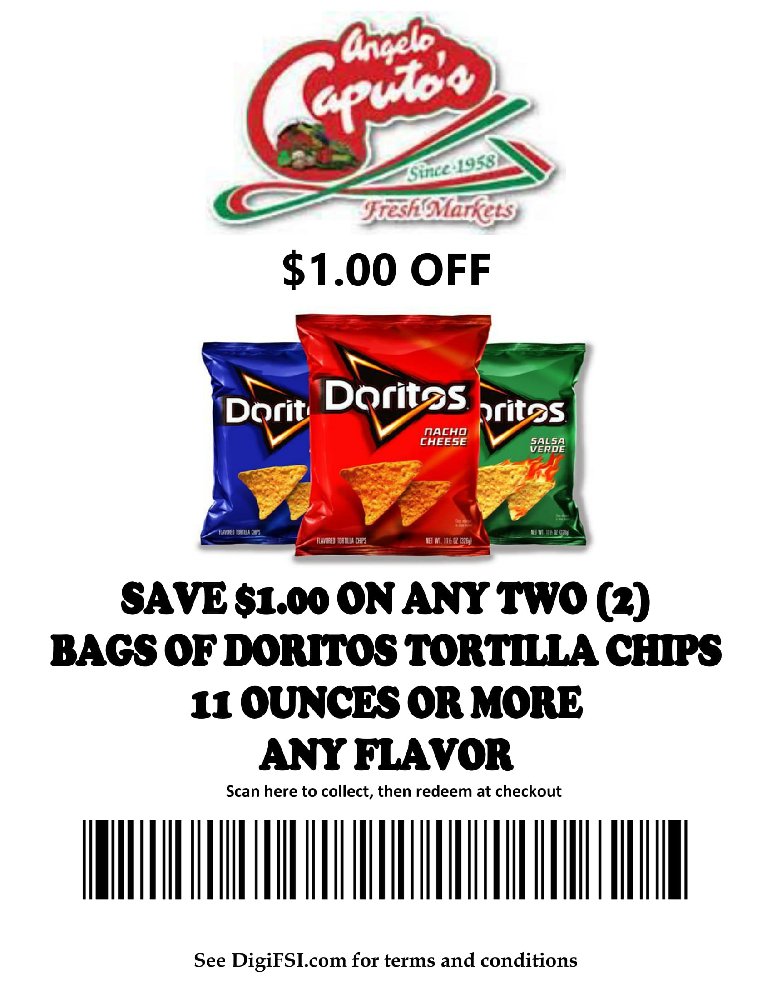 Angelo
Caputo's
Since 1958
Fresh Markets
$1.00 OFF
Doritos
NACHO
CHEESE
FLAVORED TORTILLA CHIPS
NET WT. 11½ OZ (326g)
Dorit
FLAVORED TORTILLA CHIPS
oritos
SALSA
VERDE
NET WT. 11½ OZ (326g)
SAVE $1.00 ON ANY TWO (2)
BAGS OF DORITOS TORTILLA CHIPS
11 OUNCES OR MORE
ANY FLAVOR
Scan here to collect, then redeem at checkout
See DigiFSI.com for terms and conditions